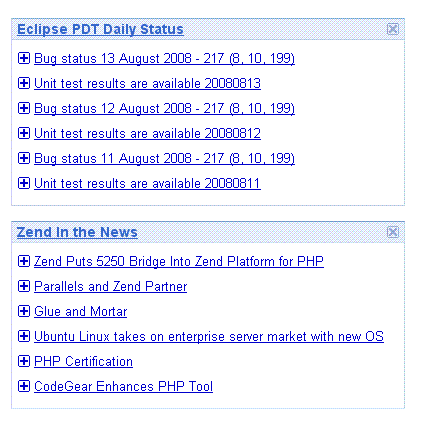 Eclipse PDT Daily Status
Bug status 13 August 2008 - 217 (8, 10, 199)
Unit test results are available 20080813
Bug status 12 August 2008 - 217 (8, 10, 199)
Unit test results are available 20080812
Bug status 11 August 2008 - 217 (8, 10, 199)
Unit test results are available 20080811
Zend In the News
Zend Puts 5250 Bridge Into Zend Platform for PHP
Parallels and Zend Partner
Glue and Mortar
Ubuntu Linux takes on enterprise server market with new OS
PHP Certification
CodeGear Enhances PHP Tool